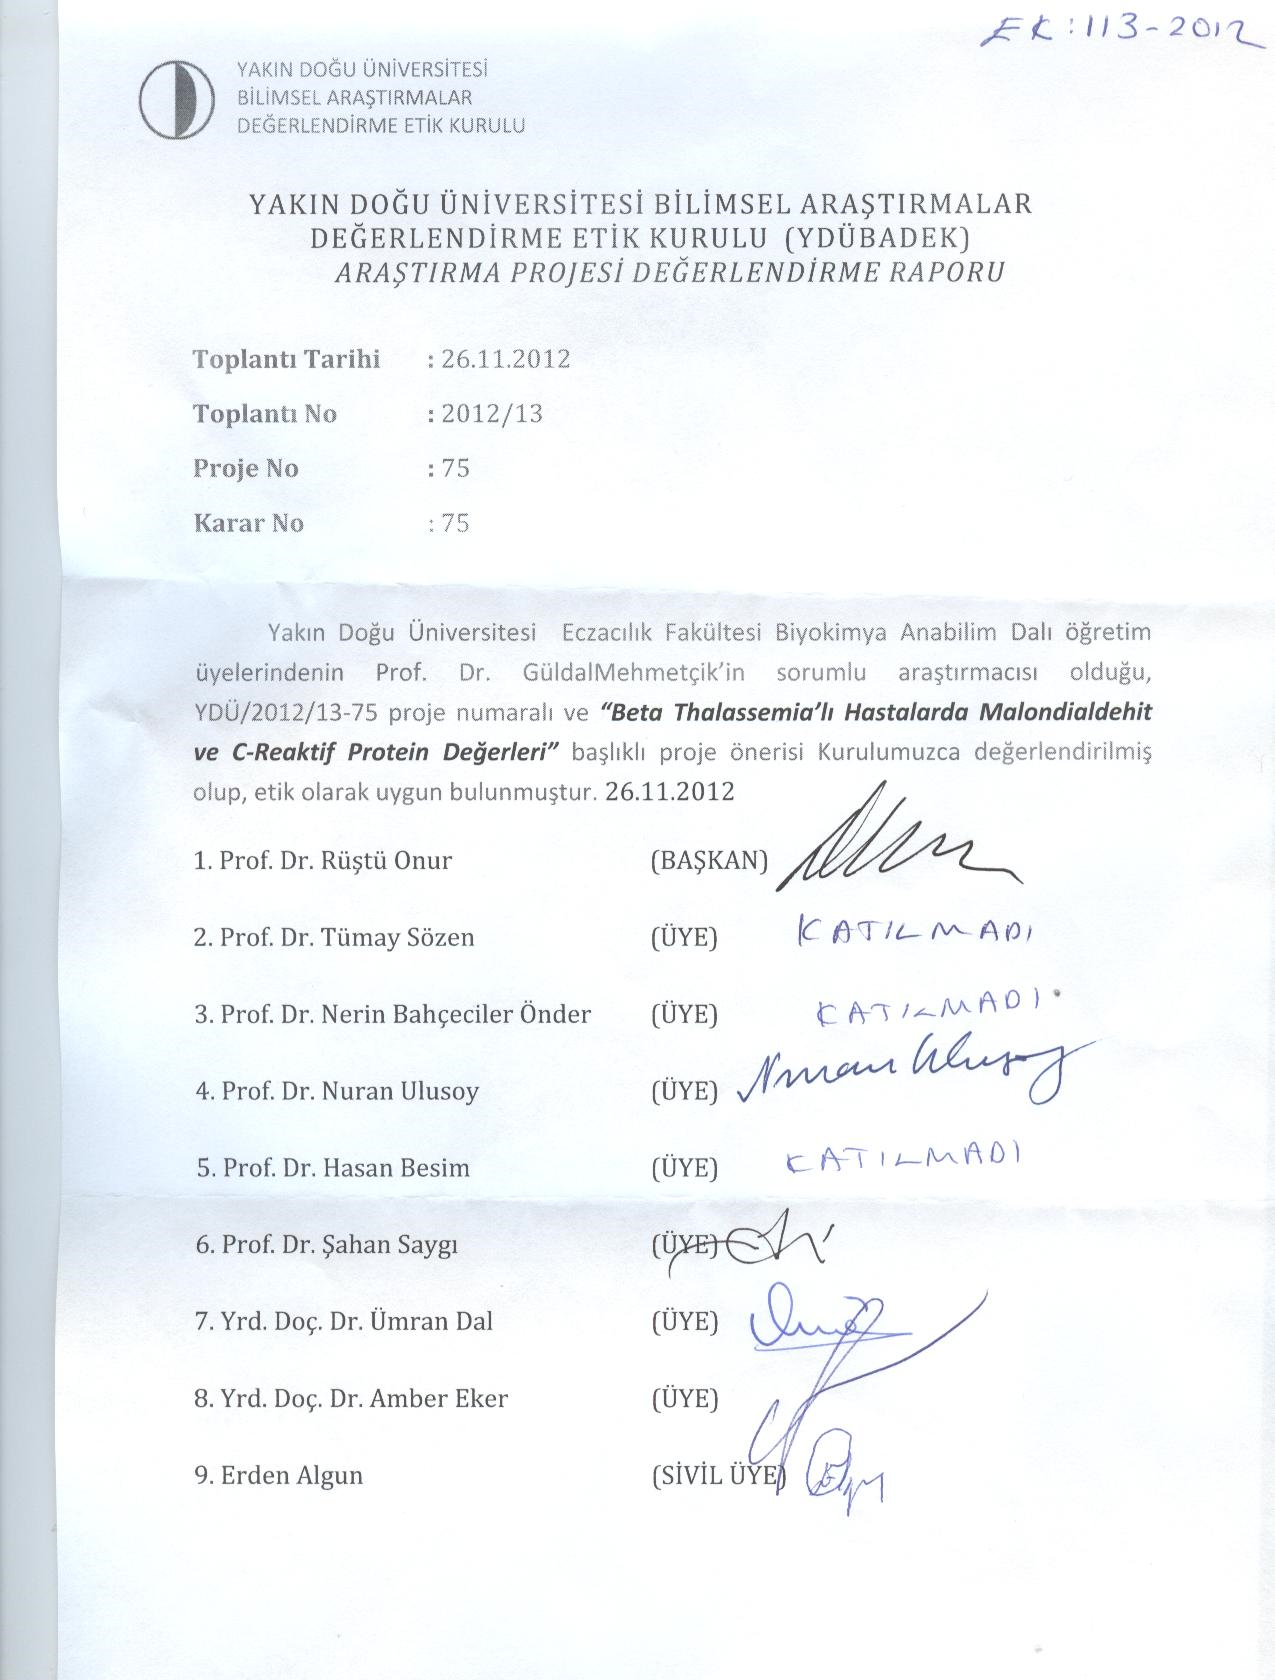 EK:113-2012
YAKIN DOĞU ÜNİVERSİTESİ
BİLİMSEL ARAŞTIRMALAR
DEĞERLENDİRME ETİK KURULU
YAKIN DOĞU ÜNİVERSİTESİ BİLİMSEL ARAŞTIRMALAR
DEĞERLENDİRME ETİK KURULU (YDÜBADEK)
ARAŞTIRMA PROJESİ DEĞERLENDİRME RAPORU
Toplantı Tarihi : 26.11.2012
Toplantı No : 2012/13
Proje No : 75
Karar No : 75
Yakın Doğu Üniversitesi Eczacılık Fakültesi Biyokimya Anabilim Dalı öğretim
üyelerindenin Prof. Dr. GüldalMehmetçik’in sorumlu araştırmacısı olduğu,
YDÜ/2012/13-75 proje numaralı ve “Beta Thalassemia’lı Hastalarda Malondialdehit
ve C-Reaktif Protein Değerleri” başlıklı proje önerisi Kurulumuzca değerlendirilmiş
olup, etik olarak uygun bulunmuştur. 26.11.2012
1. Prof. Dr. Rüştü Onur (BAŞKAN)
2. Prof. Dr. Tümay Sözen (ÜYE) KATILMADI
3. Prof. Dr. Nerin Bahçeciler Önder (ÜYE) KATILMADI.
4. Prof. Dr. Nuran Ulusoy (ÜYE) Nuran Ulusoy
5. Prof. Dr. Hasan Besim (ÜYE) KATILMADI
6. Prof. Dr. Şahan Saygı (ÜYE)
7. Yrd. Doç. Dr. Ümran Dal (ÜYE)
8. Yrd. Doç. Dr. Amber Eker (ÜYE)
9. Erden Algun (SİVİL ÜYE)